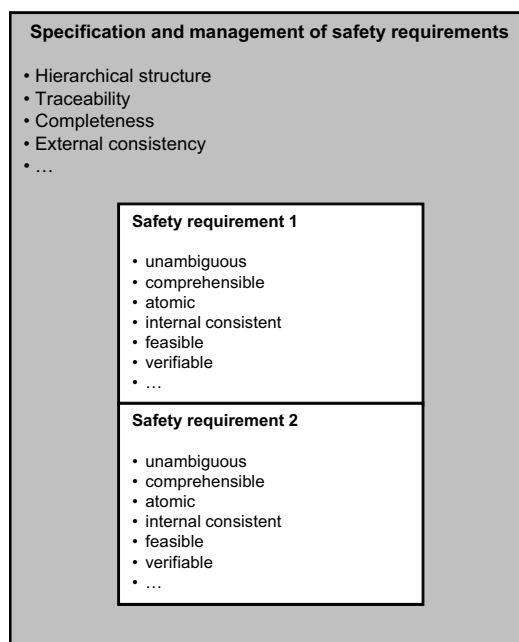 Specification and management of safety requirements
• Hierarchical structure
• Traceability
• Completeness
• External consistency
• …
Safety requirement 1
• unambiguous
• comprehensible
• atomic
• internal consistent
• feasible
• verifiable
• …
Safety requirement 2
• unambiguous
• comprehensible
• atomic
• internal consistent
• feasible
• verifiable
• …